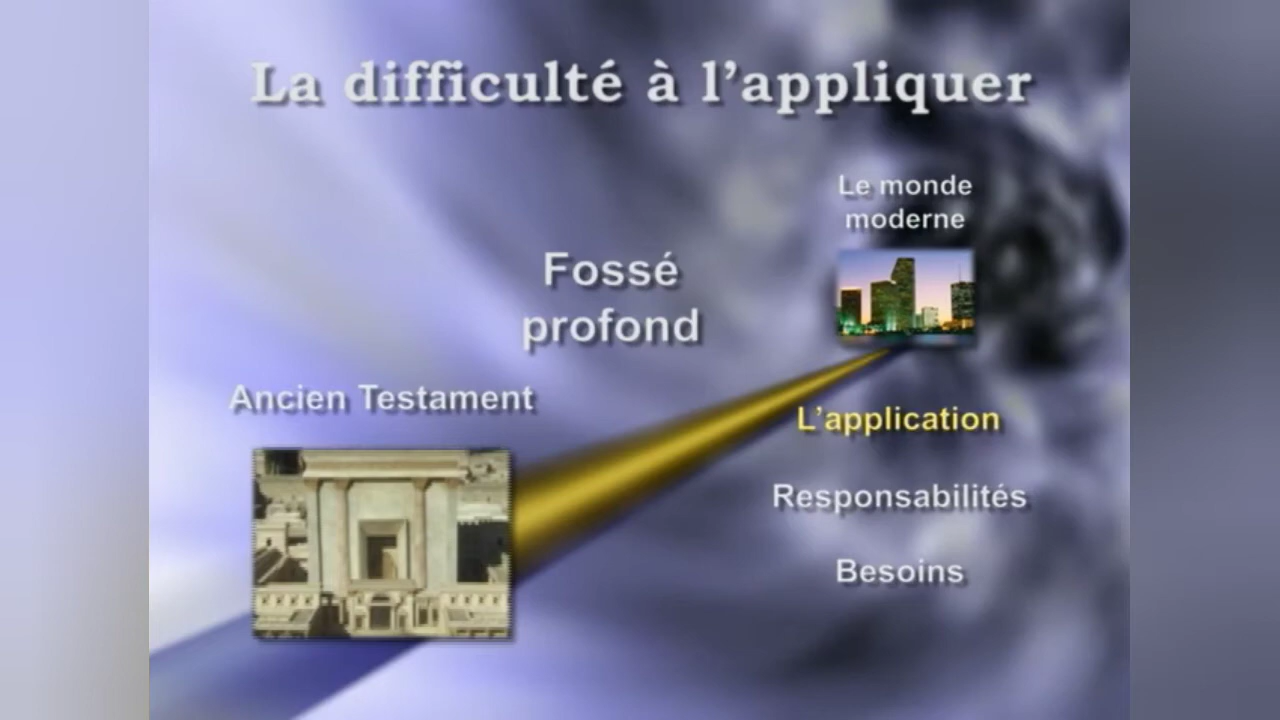 La difficulté à l’appliquer
Le monde
moderne
Fossé
profond
Ancien Testament
L’application
Responsabilités
Besoins